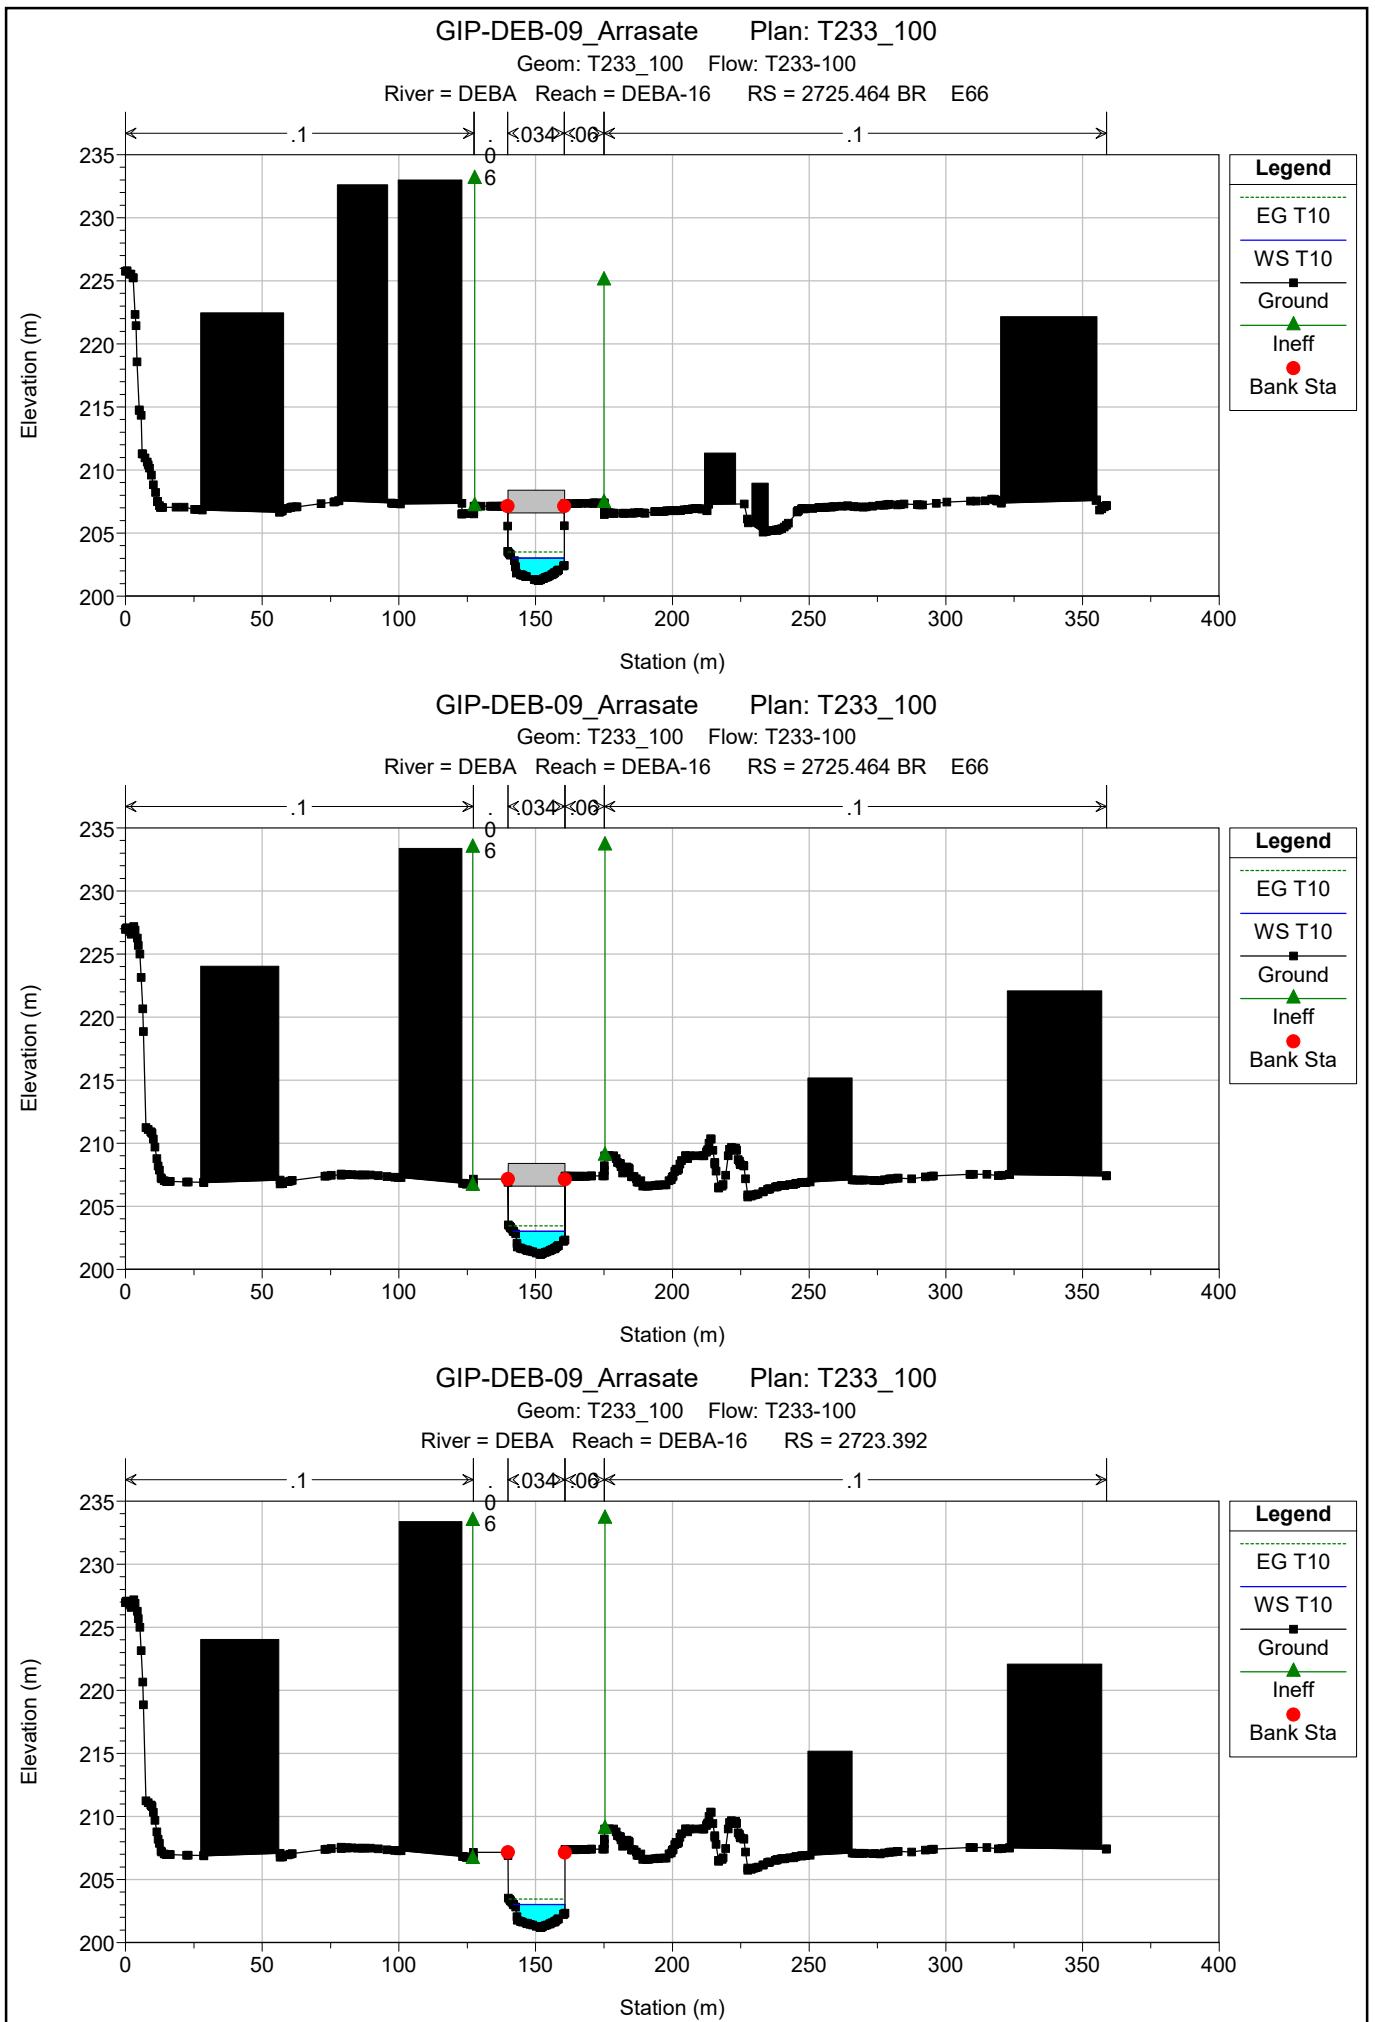 GIP-DEB-09_Arrasate Plan: T233_100
Geom: T233_100 Flow: T233-100
River = DEBA Reach = DEBA-16 RS = 2725.464 BR E66
.1 .06 .034 .06 .1
235
230
225
220
215
210
205
200
Elevation (m)
0 50 100 150 200 250 300 350 400
Station (m)
Legend
EG T10
WS T10
Ground
Ineff
Bank Sta
GIP-DEB-09_Arrasate Plan: T233_100
Geom: T233_100 Flow: T233-100
River = DEBA Reach = DEBA-16 RS = 2725.464 BR E66
.1 .06 .034 .06 .1
235
230
225
220
215
210
205
200
Elevation (m)
0 50 100 150 200 250 300 350 400
Station (m)
Legend
EG T10
WS T10
Ground
Ineff
Bank Sta
GIP-DEB-09_Arrasate Plan: T233_100
Geom: T233_100 Flow: T233-100
River = DEBA Reach = DEBA-16 RS = 2723.392
.1 .06 .034 .06 .1
235
230
225
220
215
210
205
200
Elevation (m)
0 50 100 150 200 250 300 350 400
Station (m)
Legend
EG T10
WS T10
Ground
Ineff
Bank Sta